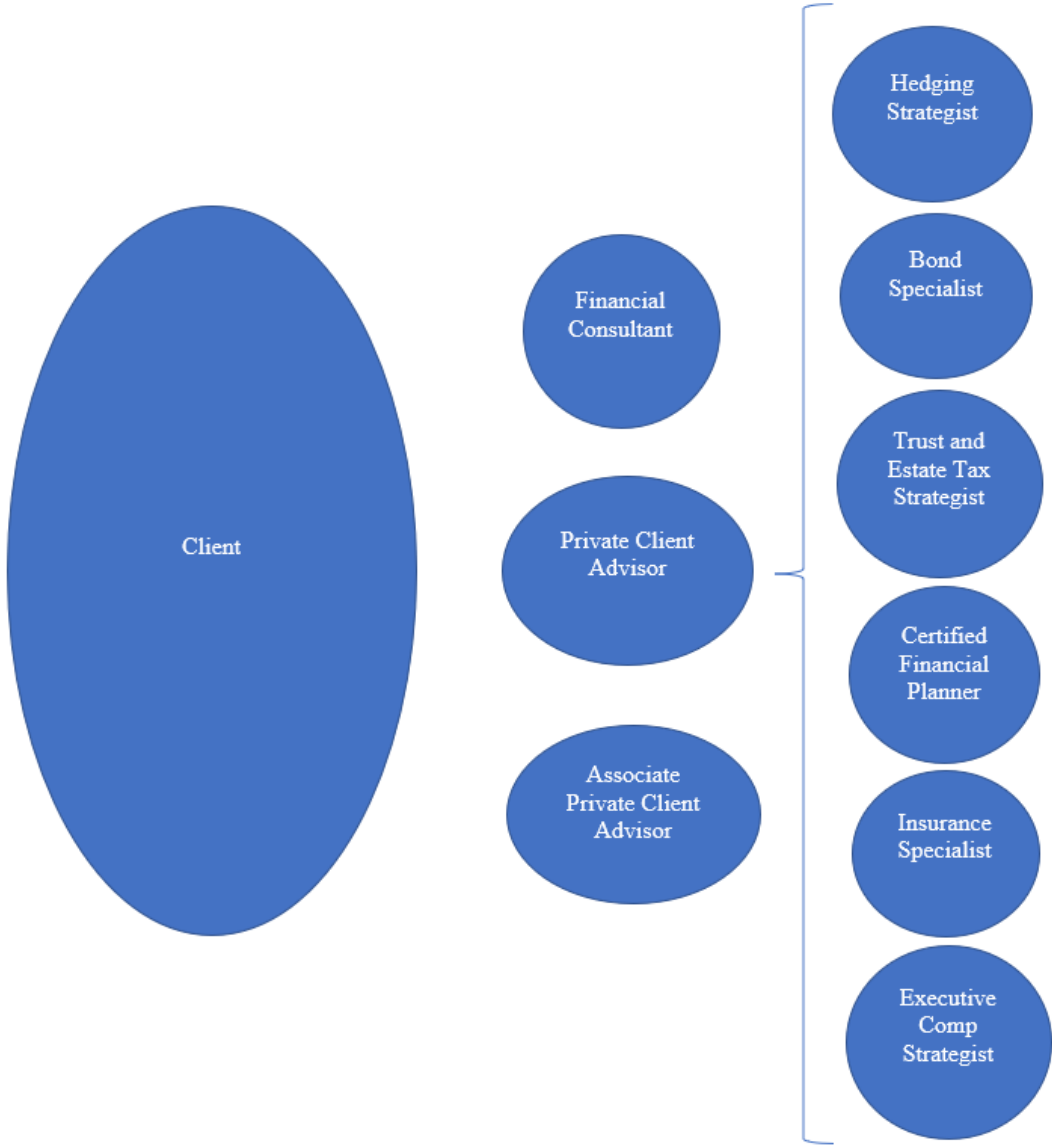 Client
Financial
Consultant
Private Client
Advisor
Associate
Private Client
Advisor
Hedging
Strategist
Bond
Specialist
Trust and
Estate Tax
Strategist
Certified
Financial
Planner
Insurance
Specialist
Executive
Comp
Strategist